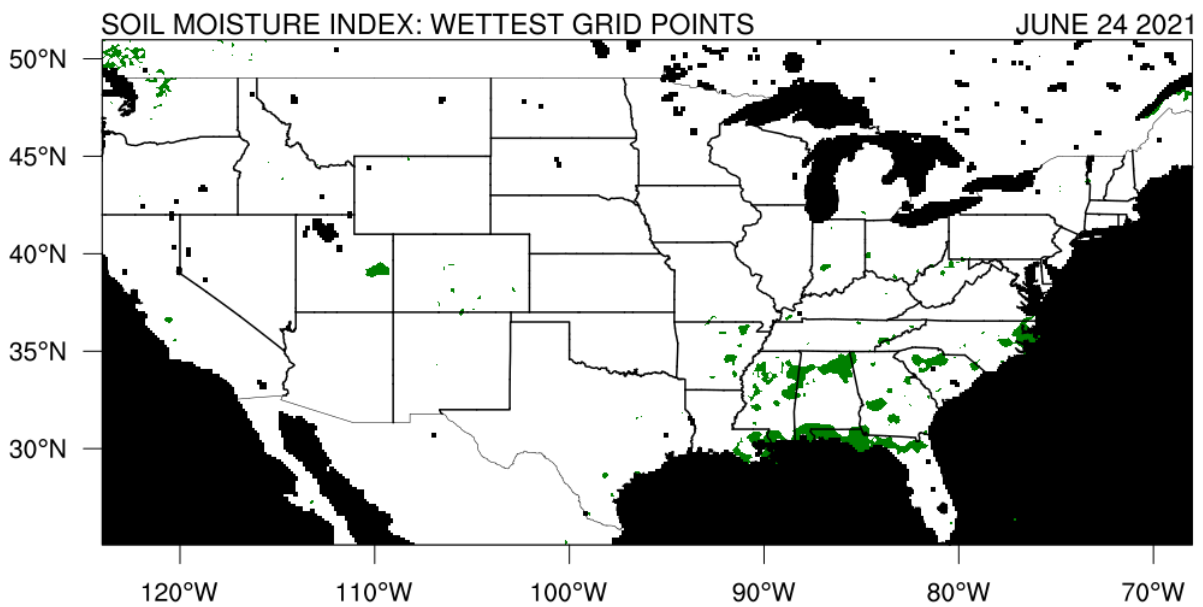 SOIL MOISTURE INDEX: WETTEST GRID POINTS JUNE 24 2021
50°N
45°N
40°N
35°N
30°N
120°W 110°W 100°W 90°W 80°W 70°W